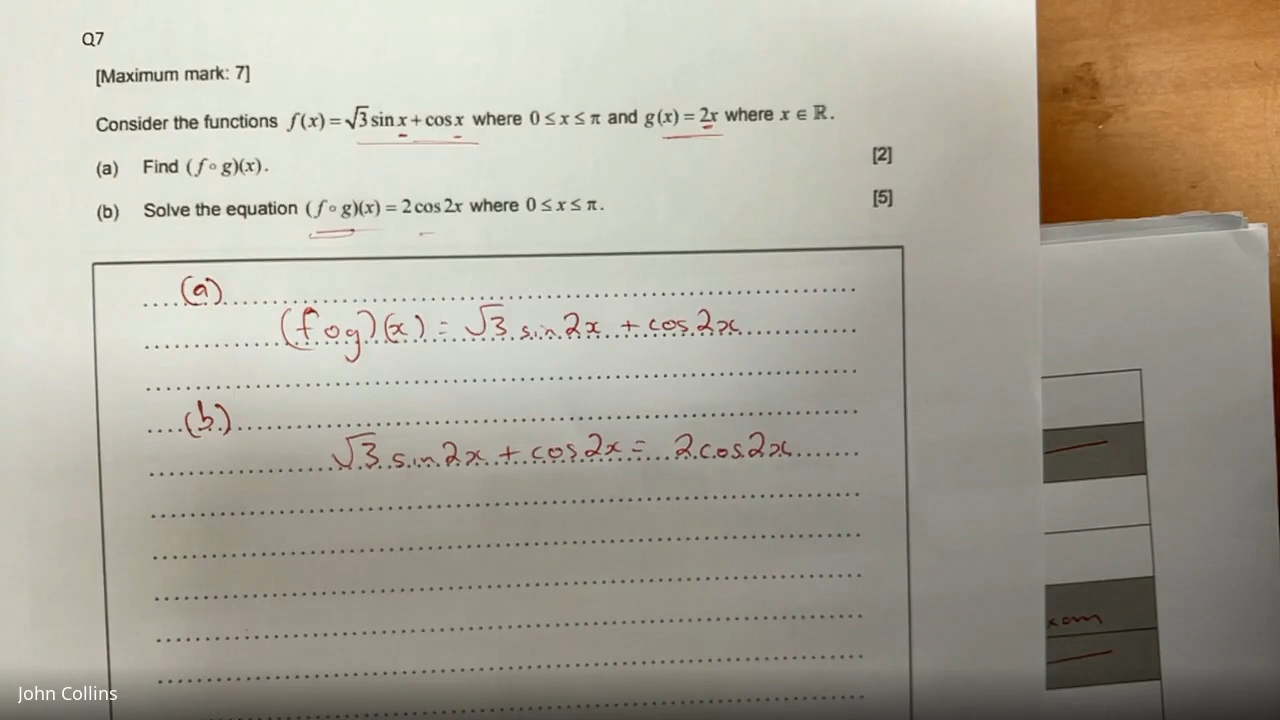 Q7
[Maximum mark: 7]
Consider the functions f(x) = √3 sin x + cos x where 0 ≤ x ≤ π and g(x) = 2x where x ∈ ℝ.
(a) Find (f ∘ g)(x). [2]
(b) Solve the equation (f ∘ g)(x) = 2 cos 2x where 0 ≤ x ≤ π. [5]
(a)
(f o g)(x) = √3 sin 2x + cos 2x
(b)
√3 sin 2x + cos 2x = 2 cos 2x
John Collins